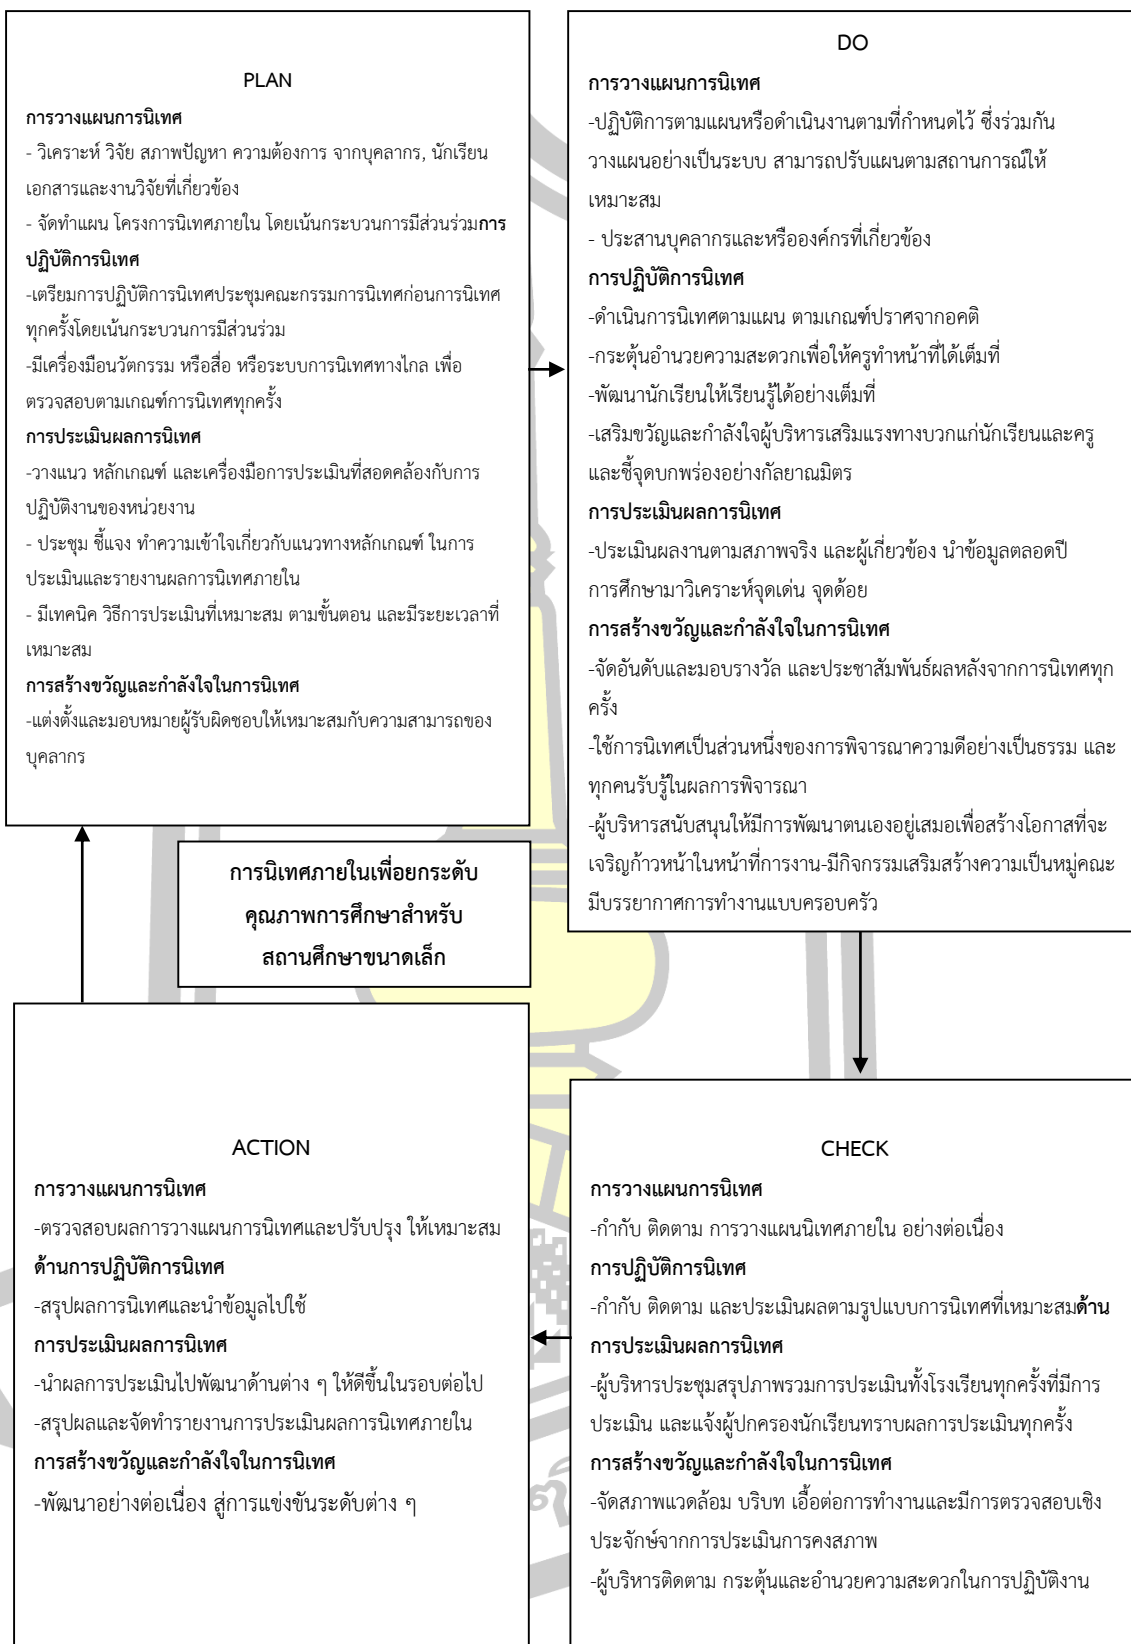 PLAN
การวางแผนการนิเทศ
- วิเคราะห์ วิจัย สภาพปัญหา ความต้องการ จากบุคลากร, นักเรียน
เอกสารและงานวิจัยที่เกี่ยวข้อง
- จัดทำแผน โครงการนิเทศภายใน โดยเน้นกระบวนการมีส่วนร่วมการ
ปฏิบัติการนิเทศ
-เตรียมการปฏิบัติการนิเทศประชุมคณะกรรมการนิเทศก่อนการนิเทศ
ทุกครั้งโดยเน้นกระบวนการมีส่วนร่วม
-มีเครื่องมือนวัตกรรม หรือสื่อ หรือระบบการนิเทศทางไกล เพื่อ
ตรวจสอบตามเกณฑ์การนิเทศทุกครั้ง
การประเมินผลการนิเทศ
-วางแนว หลักเกณฑ์ และเครื่องมือการประเมินที่สอดคล้องกับการ
ปฏิบัติงานของหน่วยงาน
- ประชุม ชี้แจง ทำความเข้าใจเกี่ยวกับแนวทางหลักเกณฑ์ ในการ
ประเมินและรายงานผลการนิเทศภายใน
- มีเทคนิค วิธีการประเมินที่เหมาะสม ตามขั้นตอน และมีระยะเวลาที่
เหมาะสม
การสร้างขวัญและกำลังใจในการนิเทศ
-แต่งตั้งและมอบหมายผู้รับผิดชอบให้เหมาะสมกับความสามารถของ
บุคลากร
DO
การวางแผนการนิเทศ
-ปฏิบัติการตามแผนหรือดำเนินงานตามที่กำหนดไว้ ซึ่งร่วมกัน
วางแผนอย่างเป็นระบบ สามารถปรับแผนตามสถานการณ์ให้
เหมาะสม
- ประสานบุคลากรและหรือองค์กรที่เกี่ยวข้อง
การปฏิบัติการนิเทศ
-ดำเนินการนิเทศตามแผน ตามเกณฑ์ปราศจากอคติ
-กระตุ้นอำนวยความสะดวกเพื่อให้ครูทำหน้าที่ได้เต็มที่
-พัฒนานักเรียนให้เรียนรู้ได้อย่างเต็มที่
-เสริมขวัญและกำลังใจผู้บริหารเสริมแรงทางบวกแก่นักเรียนและครู
และชี้จุดบกพร่องอย่างกัลยาณมิตร
การประเมินผลการนิเทศ
-ประเมินผลงานตามสภาพจริง และผู้เกี่ยวข้อง นำข้อมูลตลอดปี
การศึกษามาวิเคราะห์จุดเด่น จุดด้อย
การสร้างขวัญและกำลังใจในการนิเทศ
-จัดอันดับและมอบรางวัล และประชาสัมพันธ์ผลหลังจากการนิเทศทุก
ครั้ง
-ใช้การนิเทศเป็นส่วนหนึ่งของการพิจารณาความดีอย่างเป็นธรรม และ
ทุกคนรับรู้ในผลการพิจารณา
-ผู้บริหารสนับสนุนให้มีการพัฒนาตนเองอยู่เสมอเพื่อสร้างโอกาสที่จะ
เจริญก้าวหน้าในหน้าที่การงาน-มีกิจกรรมเสริมสร้างความเป็นหมู่คณะ
มีบรรยากาศการทำงานแบบครอบครัว
การนิเทศภายในเพื่อยกระดับ
คุณภาพการศึกษาสำหรับ
สถานศึกษาขนาดเล็ก
ACTION
การวางแผนการนิเทศ
-ตรวจสอบผลการวางแผนการนิเทศและปรับปรุง ให้เหมาะสม
ด้านการปฏิบัติการนิเทศ
-สรุปผลการนิเทศและนำข้อมูลไปใช้
การประเมินผลการนิเทศ
-นำผลการประเมินไปพัฒนาด้านต่าง ๆ ให้ดีขึ้นในรอบต่อไป
-สรุปผลและจัดทำรายงานการประเมินผลการนิเทศภายใน
การสร้างขวัญและกำลังใจในการนิเทศ
-พัฒนาอย่างต่อเนื่อง สู่การแข่งขันระดับต่าง ๆ
CHECK
การวางแผนการนิเทศ
-กำกับ ติดตาม การวางแผนนิเทศภายใน อย่างต่อเนื่อง
การปฏิบัติการนิเทศ
-กำกับ ติดตาม และประเมินผลตามรูปแบบการนิเทศที่เหมาะสมด้าน
การประเมินผลการนิเทศ
-ผู้บริหารประชุมสรุปภาพรวมการประเมินทั้งโรงเรียนทุกครั้งที่มีการ
ประเมิน และแจ้งผู้ปกครองนักเรียนทราบผลการประเมินทุกครั้ง
การสร้างขวัญและกำลังใจในการนิเทศ
-จัดสภาพแวดล้อม บริบท เอื้อต่อการทำงานและมีการตรวจสอบเชิง
ประจักษ์จากการประเมินการคงสภาพ
-ผู้บริหารติดตาม กระตุ้นและอำนวยความสะดวกในการปฏิบัติงาน